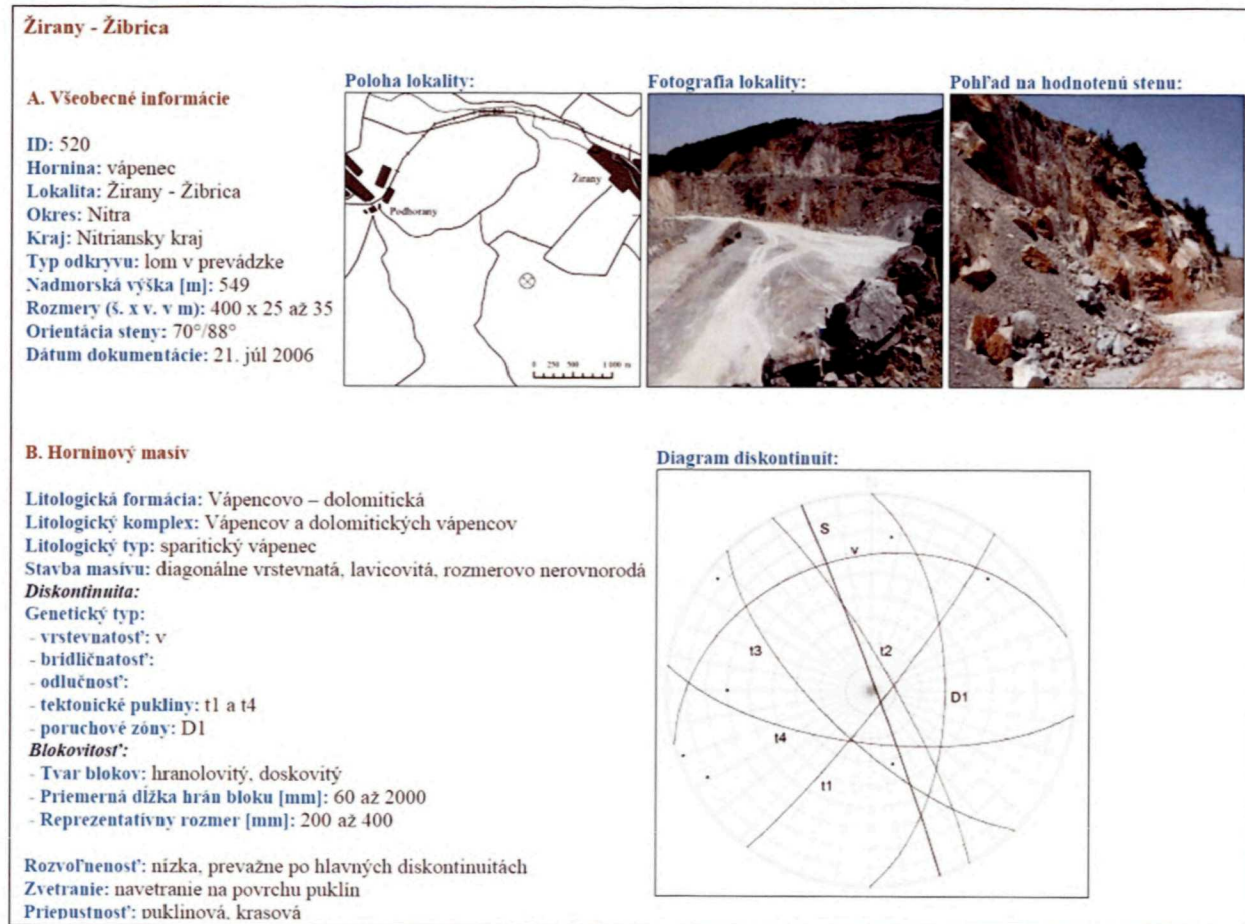 Žirany - Žibrica
A. Všeobecné informácie
ID: 520
Hornina: vápenec
Lokalita: Žirany - Žibrica
Okres: Nitra
Kraj: Nitriansky kraj
Typ odkryvu: lom v prevádzke
Nadmorská výška [m]: 549
Rozmery (š. x v. v m): 400 x 25 až 35
Orientácia steny: 70°/88°
Dátum dokumentácie: 21. júl 2006
Poloha lokality:
Žirany
Podhorany
0 250 500 1 000 m
Fotografia lokality:
Pohľad na hodnotenú stenu:
B. Horninový masív
Litologická formácia: Vápencovo – dolomitická
Litologický komplex: Vápencov a dolomitických vápencov
Litologický typ: sparitický vápenec
Stavba masívu: diagonálne vrstevnatá, lavicovitá, rozmerovo nerovnorodá
Diskontinuita:
Genetický typ:
- vrstevnatosť: v
- bridličnatosť:
- odlučnosť:
- tektonické pukliny: t1 a t4
- poruchové zóny: D1
Blokovitosť:
- Tvar blokov: hranolovitý, doskovitý
- Priemerná dĺžka hrán bloku [mm]: 60 až 2000
- Reprezentatívny rozmer [mm]: 200 až 400
Rozvoľnenosť: nízka, prevažne po hlavných diskontinuitách
Zvetranie: navetranie na povrchu puklín
Priepustnosť: puklinová, krasová
Diagram diskontinuít:
S
v
t3
t2
D1
t4
t1